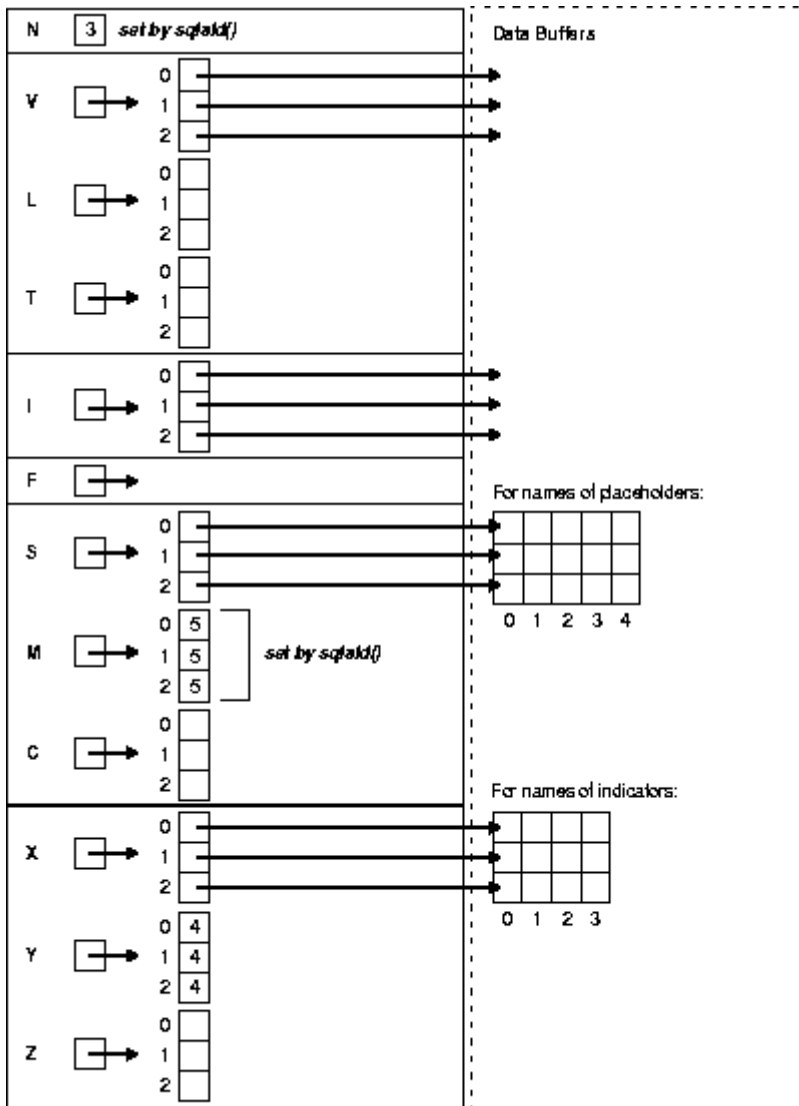 N 3 set by sqlald() Data Buffers
0
V 1
2
0
L 1
2
0
T 1
2
0
I 1
2
F
For names of placeholders:
0
S 1
2
0 1 2 3 4
0 5
M 1 5 set by sqlald()
2 5
0
C 1
2
For names of indicators:
0
X 1
2
0 1 2 3
0 4
Y 1 4
2 4
0
Z 1
2